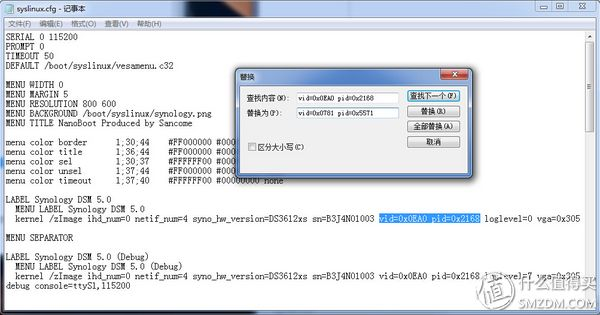 syslinux.cfg - 记事本
文件(F) 编辑(E) 格式(O) 查看(V) 帮助(H)
SERIAL 0 115200
PROMPT 0
TIMEOUT 50
DEFAULT /boot/syslinux/vesamenu.c32
MENU WIDTH 0
MENU MARGIN 5
MENU RESOLUTION 800 600
MENU BACKGROUND /boot/syslinux/synology.png
MENU TITLE NanoBoot Produced by Sancome
menu color border 1;30;44 #FF000000
menu color title 1;36;44 #FF000000
menu color sel 1;30;37
menu color unsel 1;37;44
menu color timeout 1;37;40 #FFFFFF00 #00000000 none
LABEL Synology DSM 5.0
MENU LABEL Synology DSM 5.0
kernel /zImage ihd_num=0 netif_num=4 syno_hw_version=DS3612xs sn=B3J4N01003 vid=0x0EA0 pid=0x2168 loglevel=0 vga=0x305
MENU SEPARATOR
LABEL Synology DSM 5.0 (Debug)
MENU LABEL Synology DSM 5.0 (Debug)
kernel /zImage ihd_num=0 netif_num=4 syno_hw_version=DS3612xs sn=B3J4N01003 vid=0x0EA0 pid=0x2168 loglevel=7 vga=0x305
debug console=ttyS1,115200
替换
查找内容(N): vid=0x0EA0 pid=0x2168
替换为(P): vid=0x0781 pid=0x5571
区分大小写(C)
查找下一个(F)
替换(R)
全部替换(A)
取消
值 什么值得买
SMZDM.COM